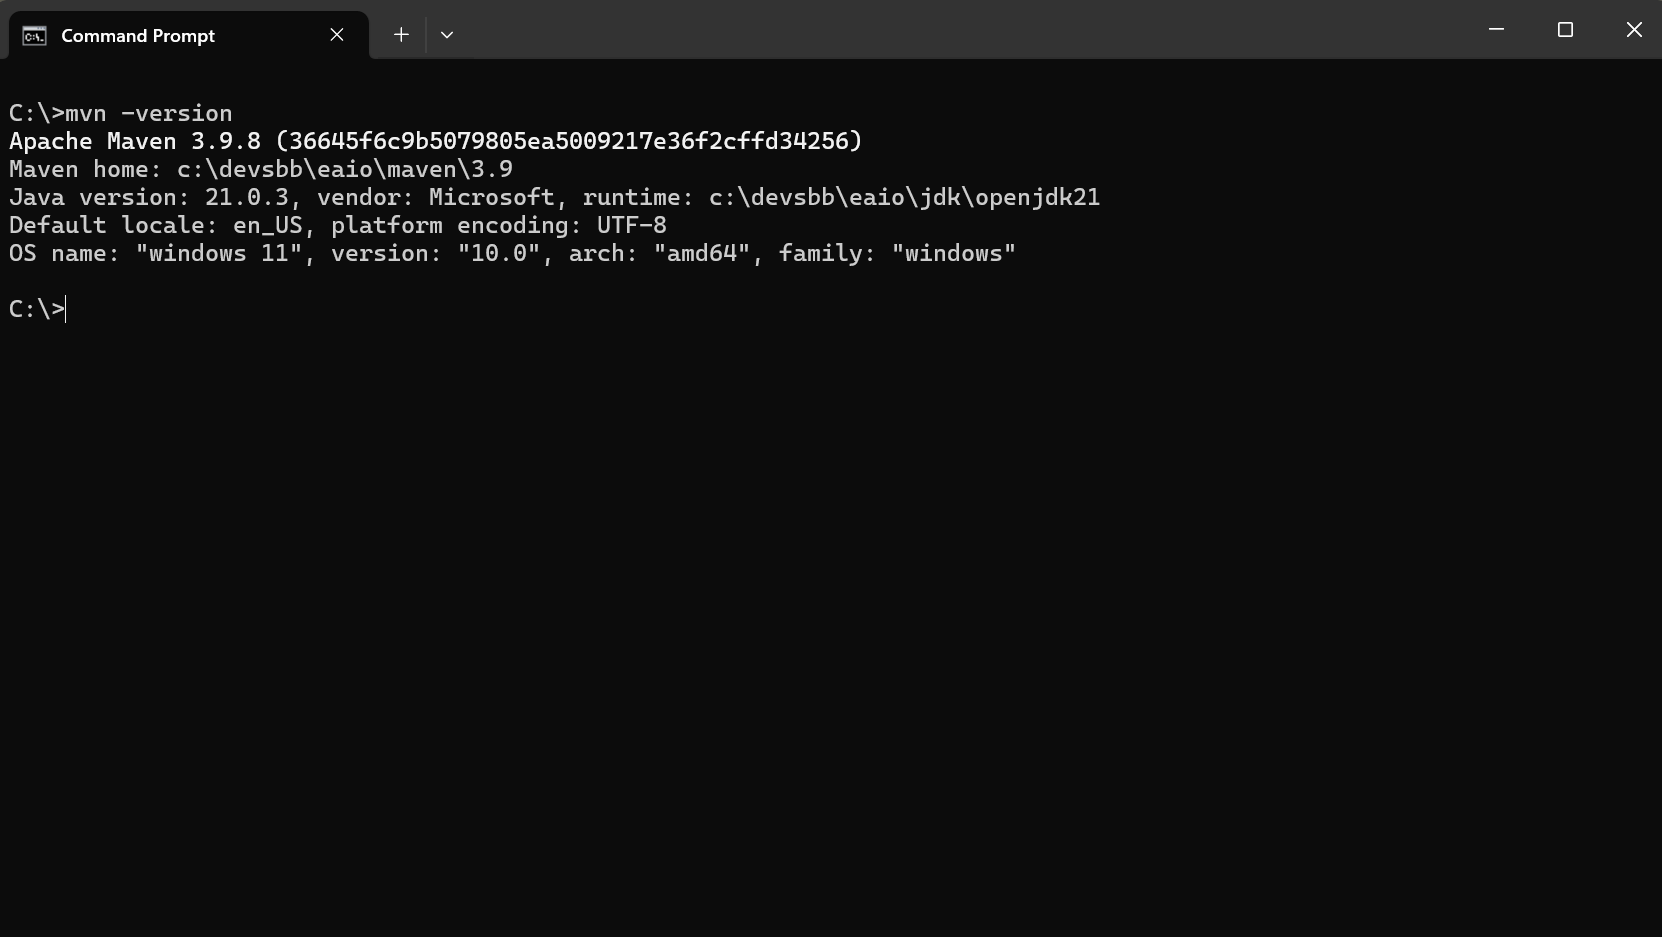 Command Prompt
C:\>mvn -version
Apache Maven 3.9.8 (36645f6c9b5079805ea5009217e36f2cffd34256)
Maven home: c:\devsbb\eaio\maven\3.9
Java version: 21.0.3, vendor: Microsoft, runtime: c:\devsbb\eaio\jdk\openjdk21
Default locale: en_US, platform encoding: UTF-8
OS name: "windows 11", version: "10.0", arch: "amd64", family: "windows"
C:\>